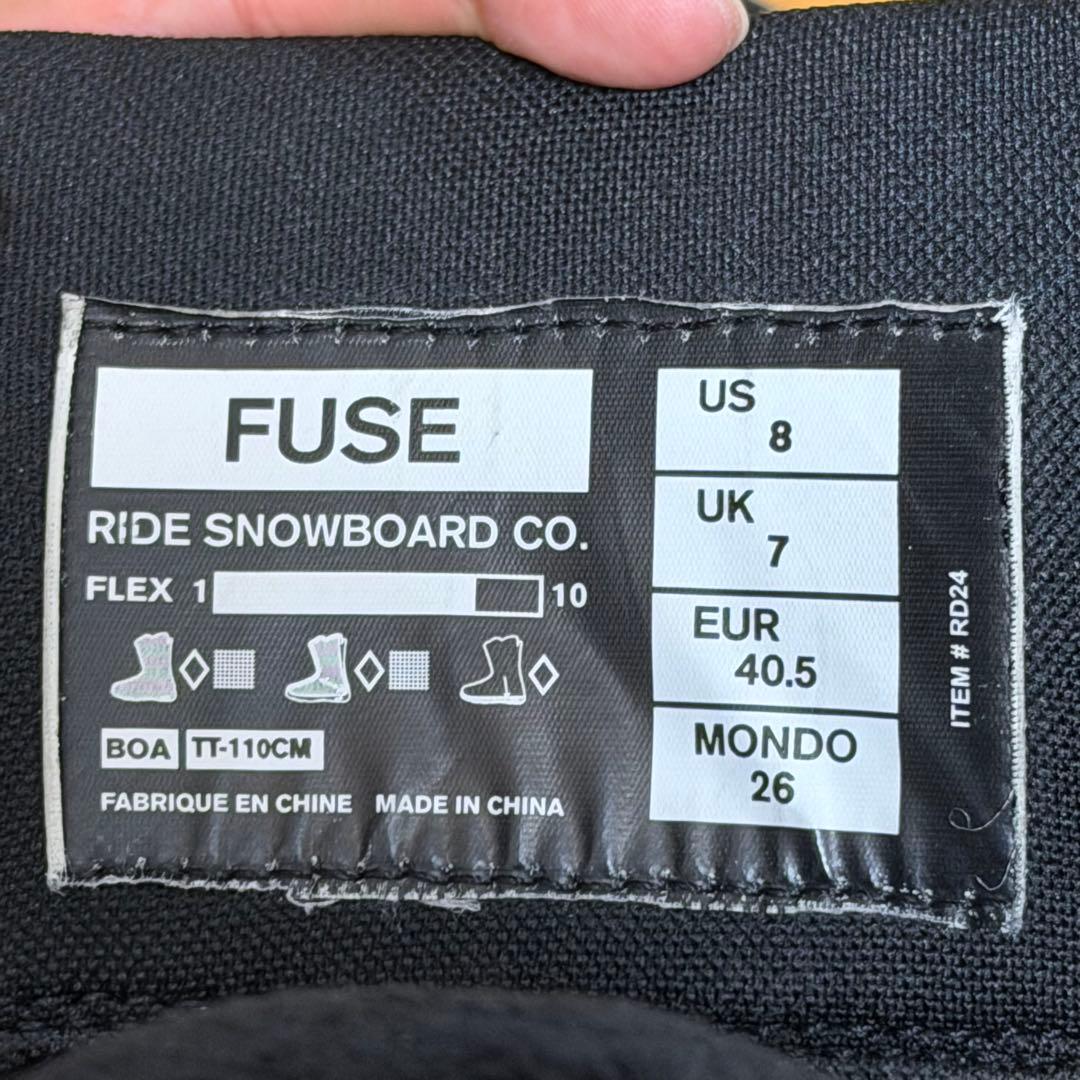 FUSE
RIDE SNOWBOARD CO.
FLEX 1 10
BOA TT-110CM
FABRIQUE EN CHINE MADE IN CHINA
US
8
UK
7
EUR
40.5
MONDO
26
ITEM # RD24